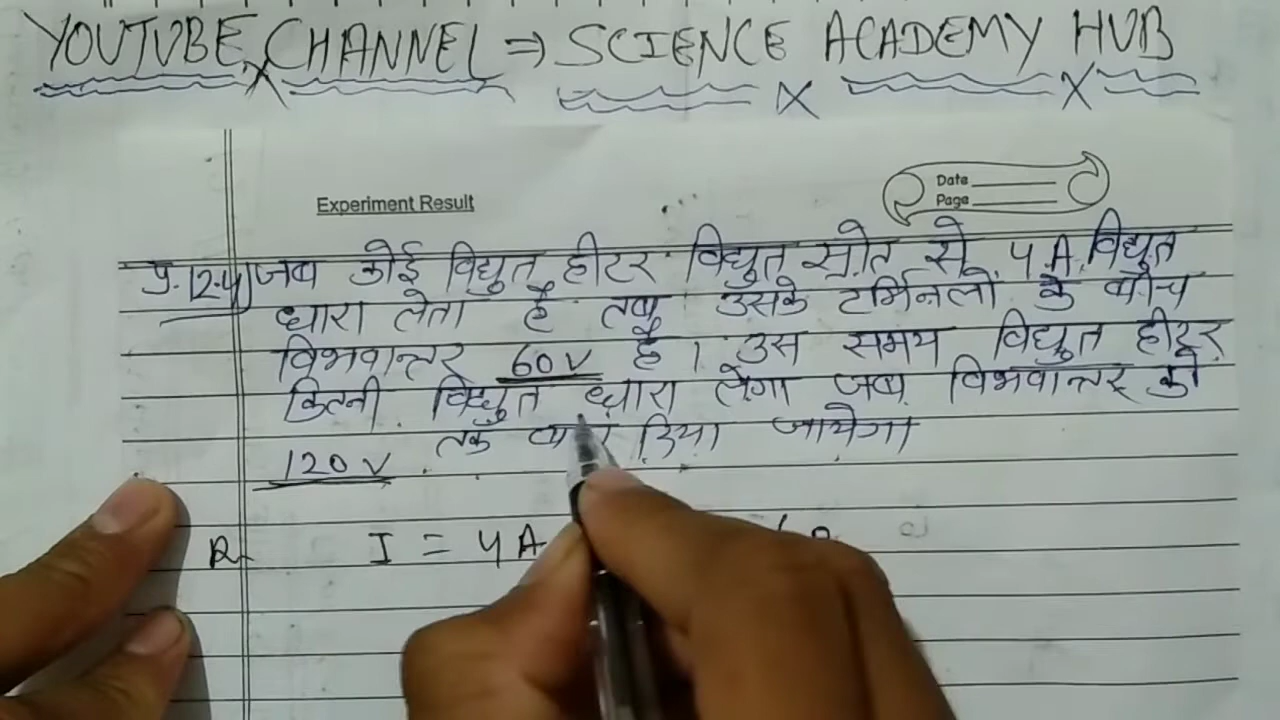 YOUTUBE CHANNEL => SCIENCE ACADEMY HUB
Date
Page
Experiment Result
प्र. 12.4 जब कोई विद्युत हीटर विद्युत स्रोत से 4 A विद्युत
धारा लेता है तब उसके टर्मिनलों के बीच
विभवान्तर 60 V है। उस समय विद्युत हीटर
कितनी विद्युत धारा लेगा जब विभवान्तर को
120 V तक दिया जायेगा
I = 4 A